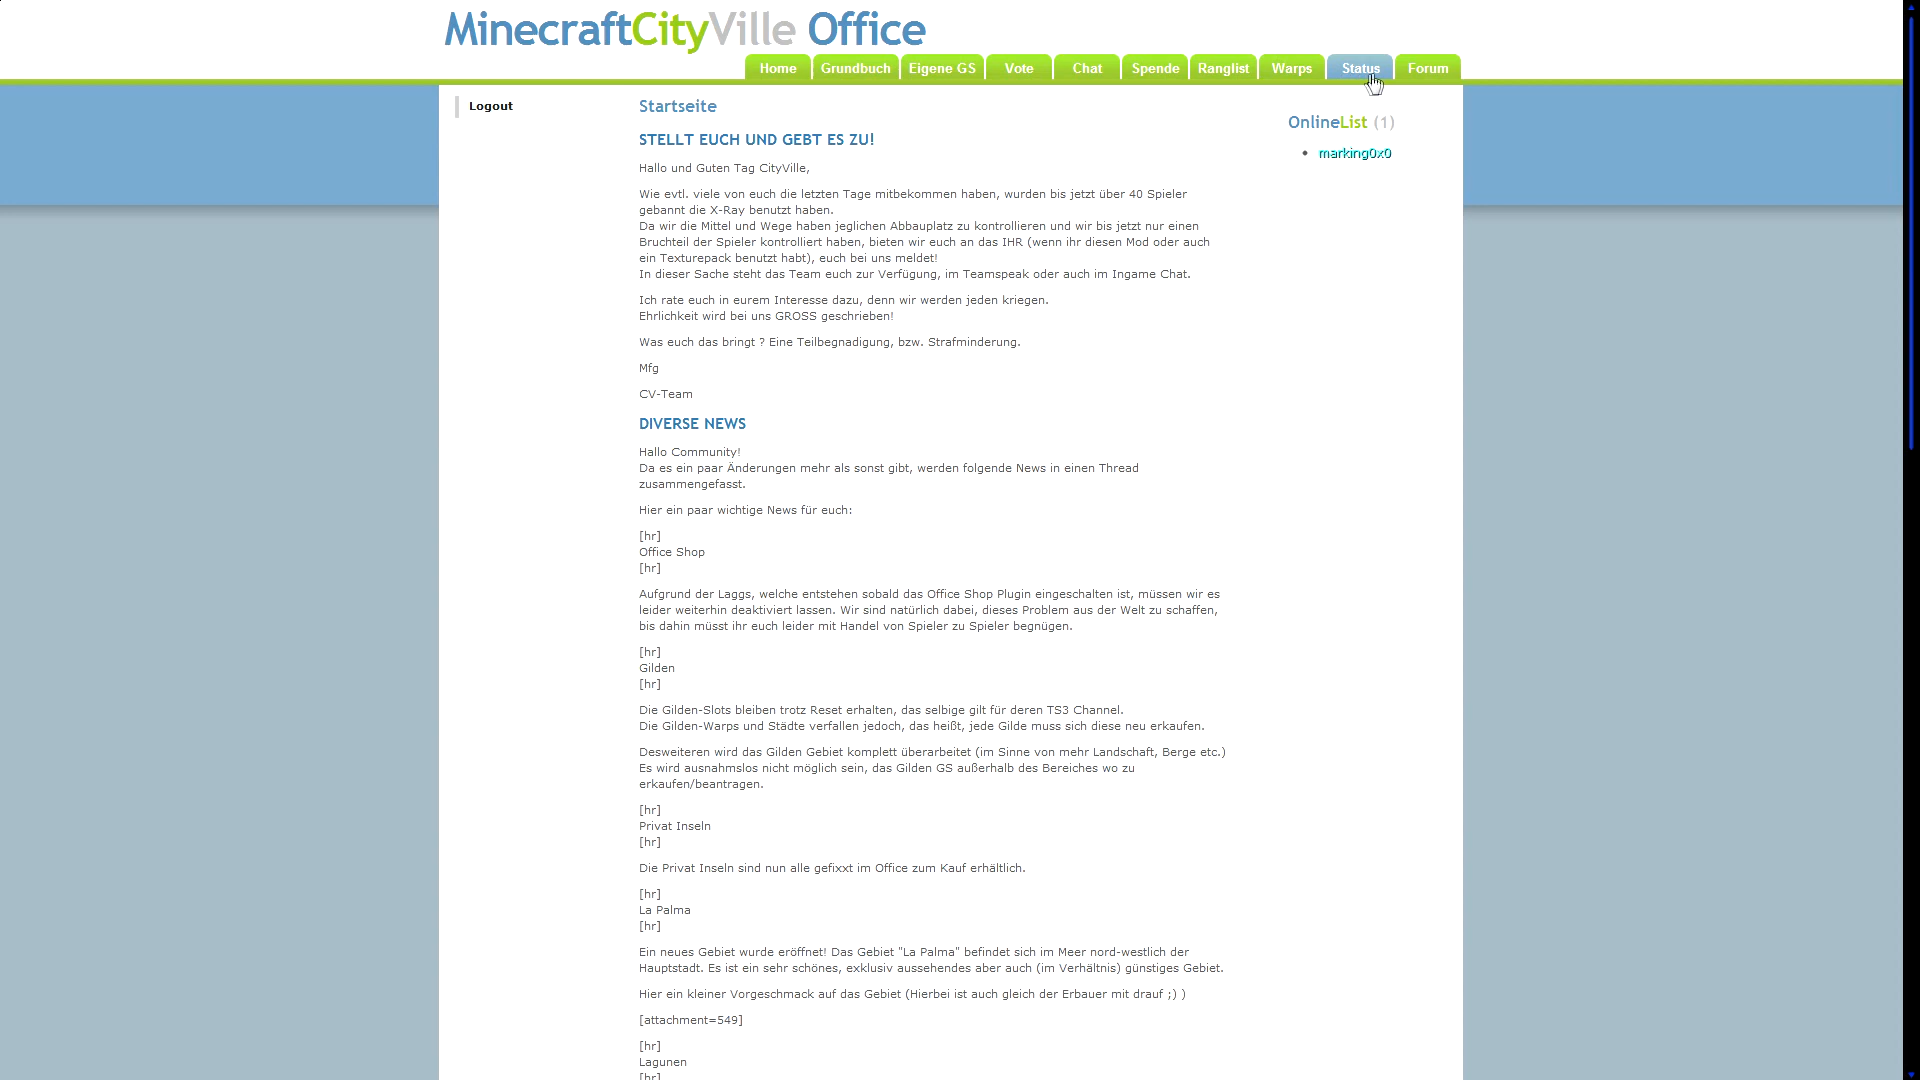 MinecraftCityVille Office
Home Grundbuch Eigene GS Vote Chat Spende Ranglist Warps Status Forum
Logout
Startseite
STELLT EUCH UND GEBT ES ZU!
Hallo und Guten Tag CityVille,
Wie evtl. viele von euch die letzten Tage mitbekommen haben, wurden bis jetzt über 40 Spieler
gebannt die X-Ray benutzt haben.
Da wir die Mittel und Wege haben jeglichen Abbauplatz zu kontrollieren und wir bis jetzt nur einen
Bruchteil der Spieler kontrolliert haben, bieten wir euch an das IHR (wenn ihr diesen Mod oder auch
ein Texturepack benutzt habt), euch bei uns meldet!
In dieser Sache steht das Team euch zur Verfügung, im Teamspeak oder auch im Ingame Chat.
Ich rate euch in eurem Interesse dazu, denn wir werden jeden kriegen.
Ehrlichkeit wird bei uns GROSS geschrieben!
Was euch das bringt ? Eine Teilbegnadigung, bzw. Strafminderung.
Mfg
CV-Team
DIVERSE NEWS
Hallo Community!
Da es ein paar Änderungen mehr als sonst gibt, werden folgende News in einen Thread
zusammengefasst.
Hier ein paar wichtige News für euch:
[hr]
Office Shop
[hr]
Aufgrund der Laggs, welche entstehen sobald das Office Shop Plugin eingeschalten ist, müssen wir es
leider weiterhin deaktiviert lassen. Wir sind natürlich dabei, dieses Problem aus der Welt zu schaffen,
bis dahin müsst ihr euch leider mit Handel von Spieler zu Spieler begnügen.
[hr]
Gilden
[hr]
Die Gilden-Slots bleiben trotz Reset erhalten, das selbige gilt für deren TS3 Channel.
Die Gilden-Warps und Städte verfallen jedoch, das heißt, jede Gilde muss sich diese neu erkaufen.
Desweiteren wird das Gilden Gebiet komplett überarbeitet (im Sinne von mehr Landschaft, Berge etc.)
Es wird ausnahmslos nicht möglich sein, das Gilden GS außerhalb des Bereiches wo zu
erkaufen/beantragen.
[hr]
Privat Inseln
[hr]
Die Privat Inseln sind nun alle gefixxt im Office zum Kauf erhältlich.
[hr]
La Palma
[hr]
Ein neues Gebiet wurde eröffnet! Das Gebiet "La Palma" befindet sich im Meer nord-westlich der
Hauptstadt. Es ist ein sehr schönes, exklusiv aussehendes aber auch (im Verhältnis) günstiges Gebiet.
Hier ein kleiner Vorgeschmack auf das Gebiet (Hierbei ist auch gleich der Erbauer mit drauf ;) )
[attachment=549]
[hr]
Lagunen
[hr]
OnlineList (1)
marking0x0